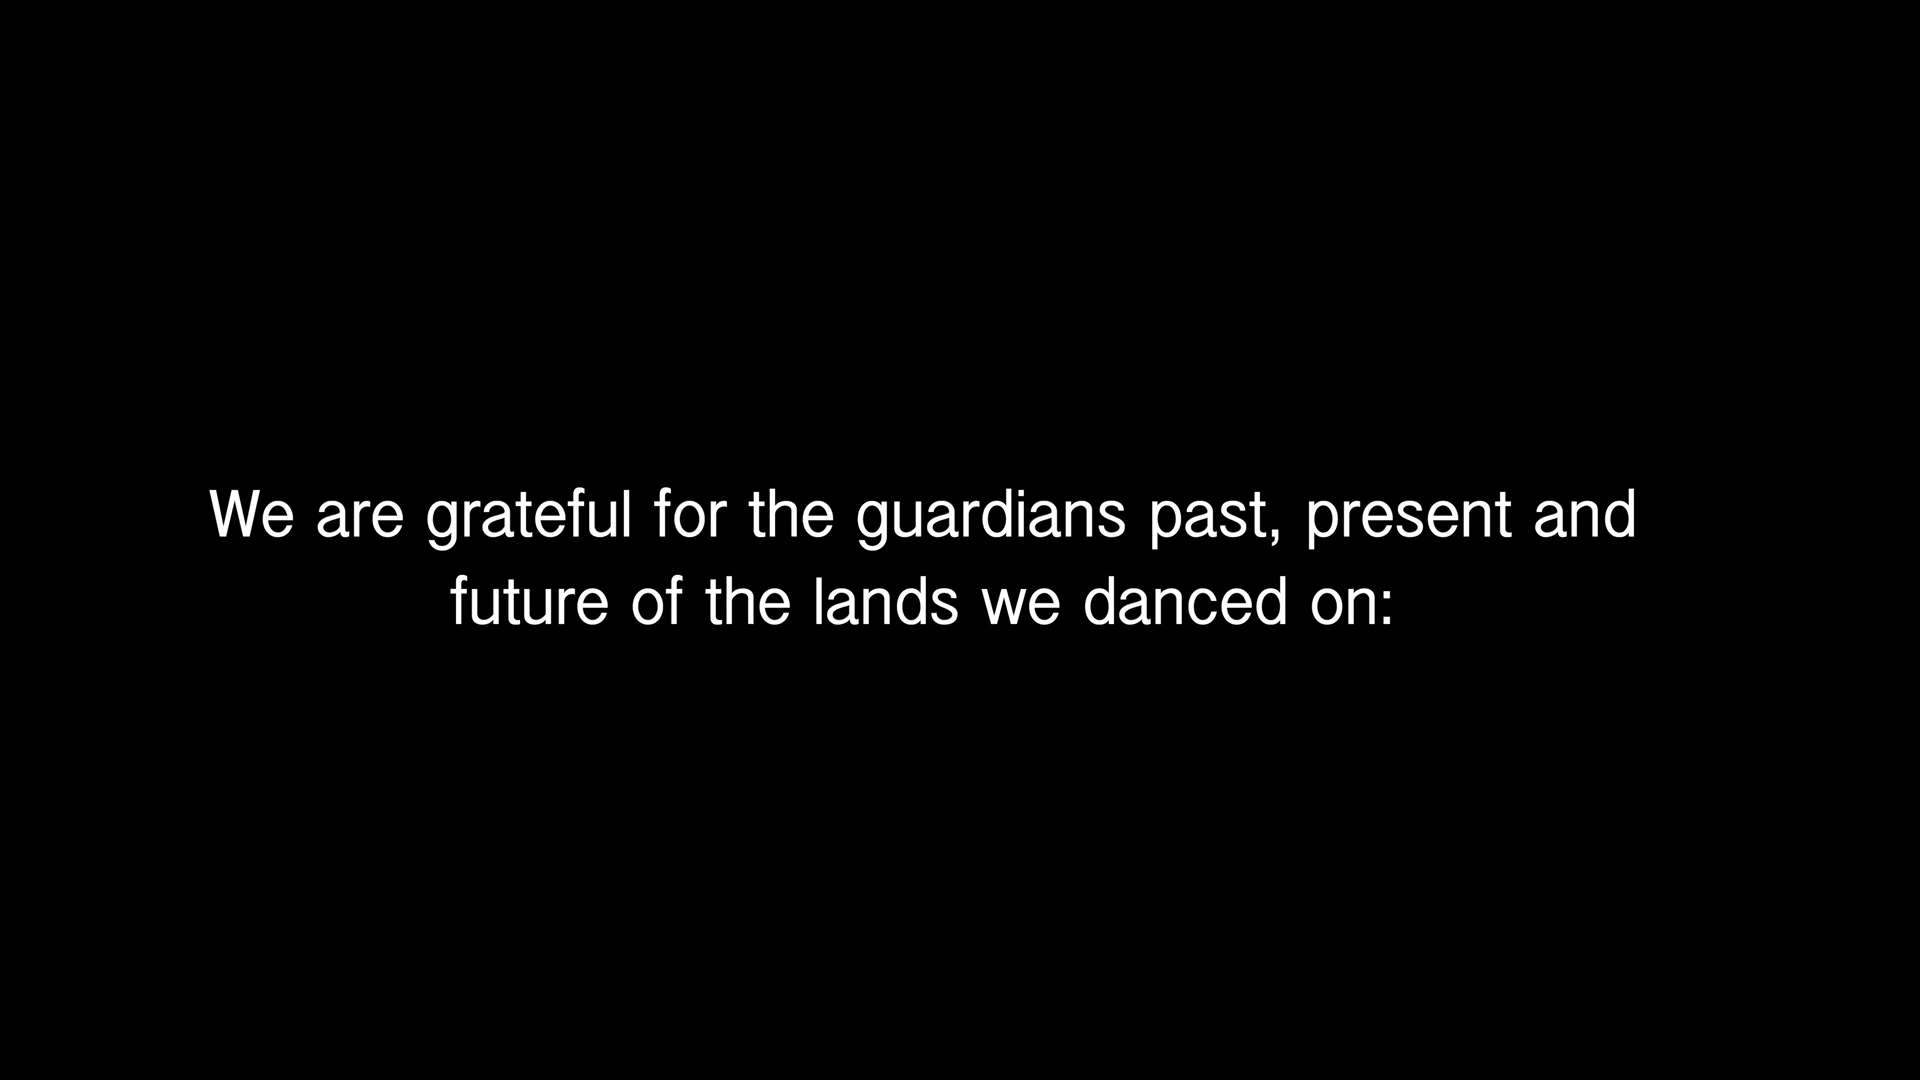 We are grateful for the guardians past, present and
future of the lands we danced on: